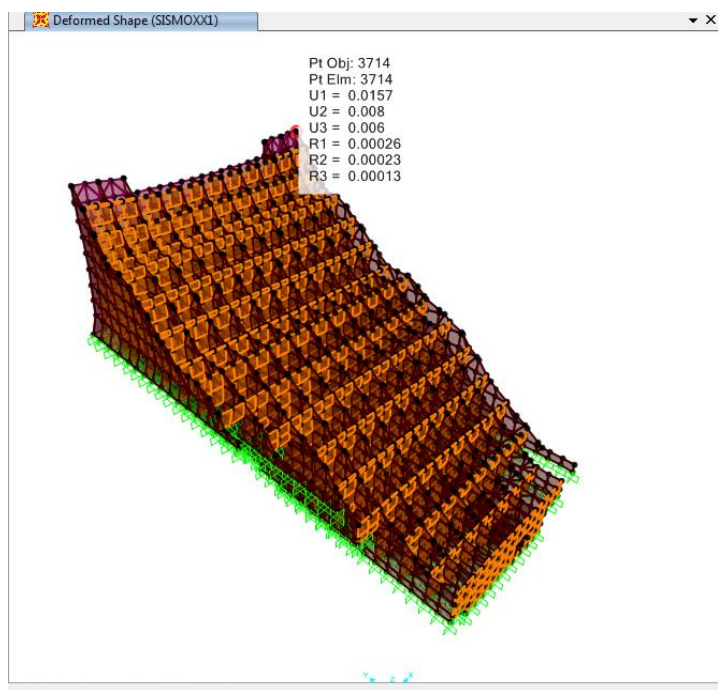 Deformed Shape (SISMOXX1)
Pt Obj: 3714
Pt Elm: 3714
U1 = 0.0157
U2 = 0.008
U3 = 0.006
R1 = 0.00026
R2 = 0.00023
R3 = 0.00013
Y Z X